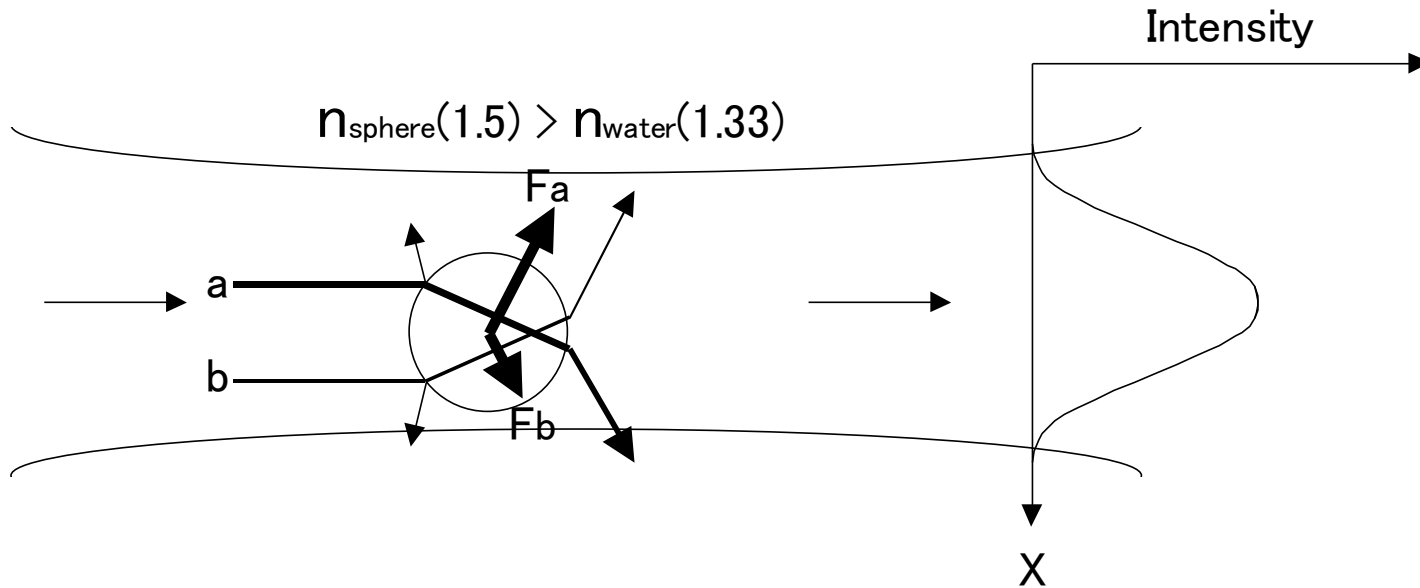 Intensity
nsphere(1.5) > nwater(1.33)
Fa
a
b
Fb
X